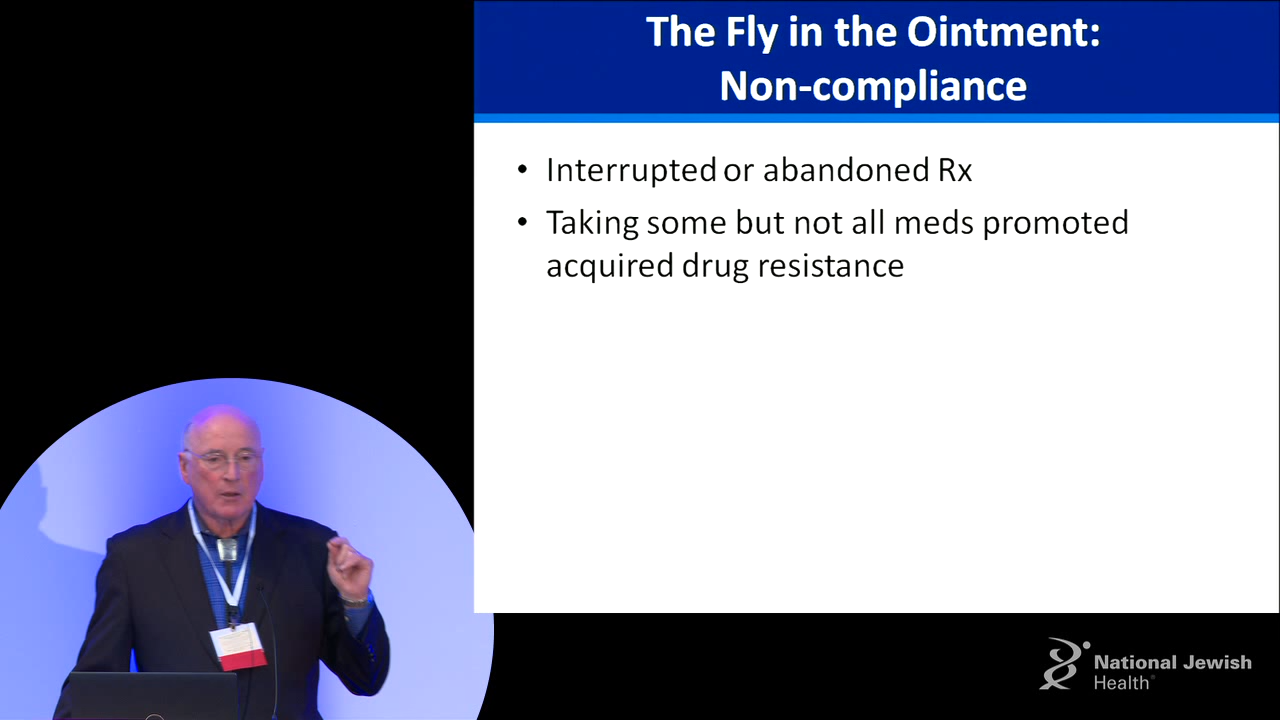 The Fly in the Ointment:
Non-compliance
• Interrupted or abandoned Rx
• Taking some but not all meds promoted
acquired drug resistance
National Jewish
Health®